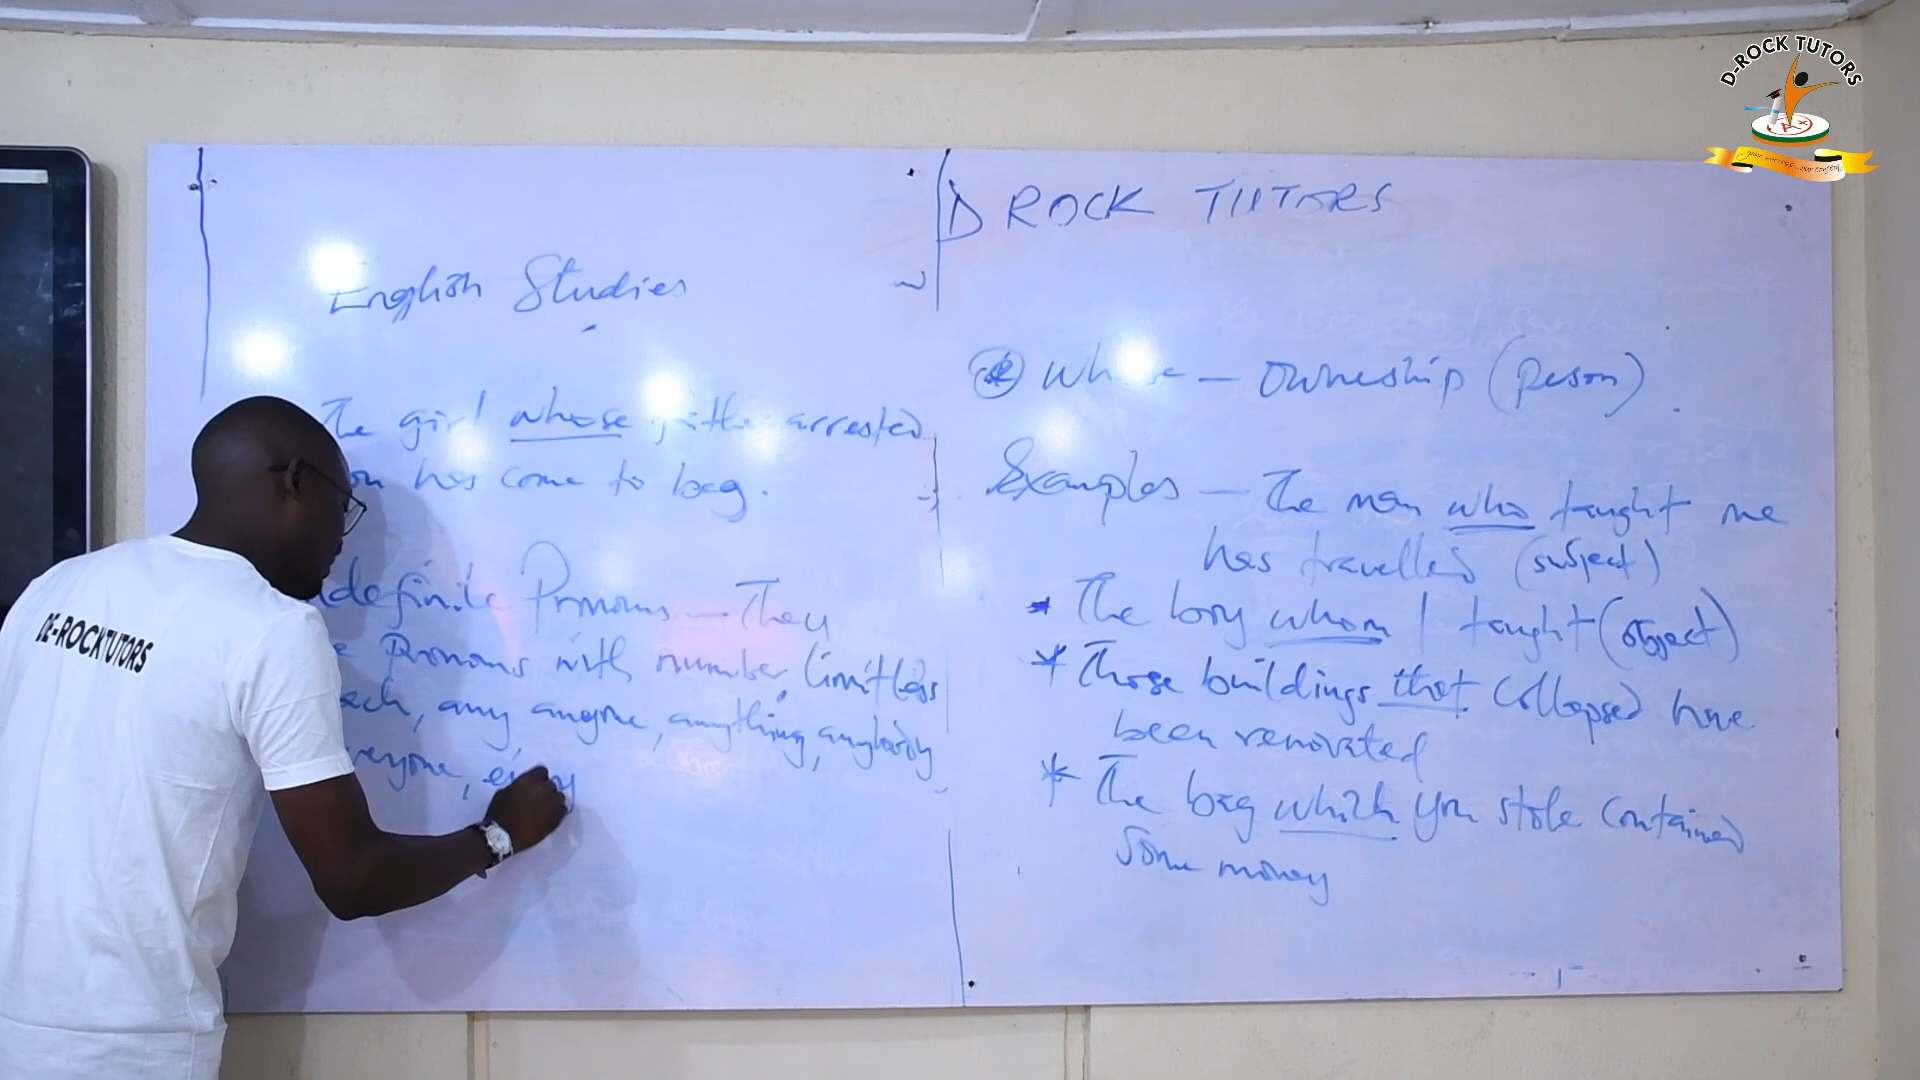 D-ROCK TUTORS
A+
D ROCK TUTORS
English Studies
The girl whose arrested
has come to beg.
definite Pronouns - They
Pronouns with number limitless
each, any anyone, anything, anybody
everyone, every
Whose - Ownership (person)
Examples - The man who taught me
has travelled (subject)
* The boy whom I taught (object)
* Those buildings that collapsed have
been renovated
* The bag which you stole contained
Some money
DE-ROCKTUTORS